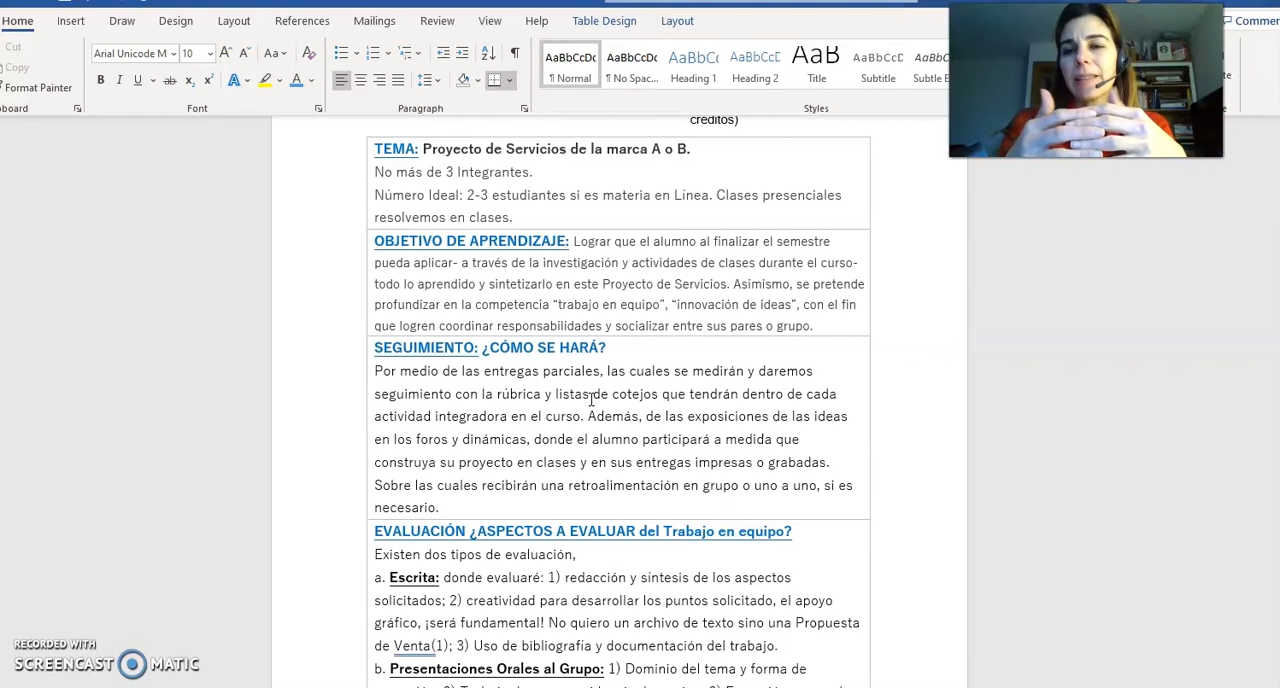 Home Insert Draw Design Layout References Mailings Review View Help Table Design Layout Commer
Cut
Copy
Format Painter
board
Arial Unicode M 10
Font
Paragraph
AaBbCcDc AaBbCcDc AaBbCc AaBbCcD AaB AaBbCcD AaBbCc
¶ Normal ¶ No Spac... Heading 1 Heading 2 Title Subtitle Subtle E
Styles
creditos)
TEMA: Proyecto de Servicios de la marca A o B.
No más de 3 Integrantes.
Número Ideal: 2-3 estudiantes si es materia en Línea. Clases presenciales
resolvemos en clases.
OBJETIVO DE APRENDIZAJE: Lograr que el alumno al finalizar el semestre
pueda aplicar- a través de la investigación y actividades de clases durante el curso-
todo lo aprendido y sintetizarlo en este Proyecto de Servicios. Asimismo, se pretende
profundizar en la competencia “trabajo en equipo”, “innovación de ideas”, con el fin
que logren coordinar responsabilidades y socializar entre sus pares o grupo.
SEGUIMIENTO: ¿CÓMO SE HARÁ?
Por medio de las entregas parciales, las cuales se medirán y daremos
seguimiento con la rúbrica y listas de cotejos que tendrán dentro de cada
actividad integradora en el curso. Además, de las exposiciones de las ideas
en los foros y dinámicas, donde el alumno participará a medida que
construya su proyecto en clases y en sus entregas impresas o grabadas.
Sobre las cuales recibirán una retroalimentación en grupo o uno a uno, si es
necesario.
EVALUACIÓN ¿ASPECTOS A EVALUAR del Trabajo en equipo?
Existen dos tipos de evaluación,
a. Escrita: donde evaluaré: 1) redacción y síntesis de los aspectos
solicitados; 2) creatividad para desarrollar los puntos solicitado, el apoyo
gráfico, ¡será fundamental! No quiero un archivo de texto sino una Propuesta
de Venta(1); 3) Uso de bibliografía y documentación del trabajo.
b. Presentaciones Orales al Grupo: 1) Dominio del tema y forma de
RECORDED WITH
SCREENCAST MATIC